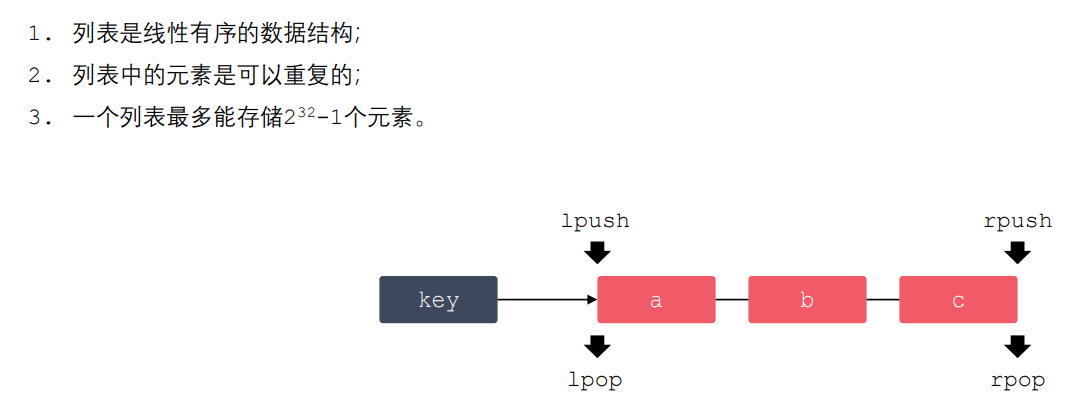 1. 列表是线性有序的数据结构;
2. 列表中的元素是可以重复的;
3. 一个列表最多能存储2³²-1个元素。
lpush rpush
key a b c
lpop rpop